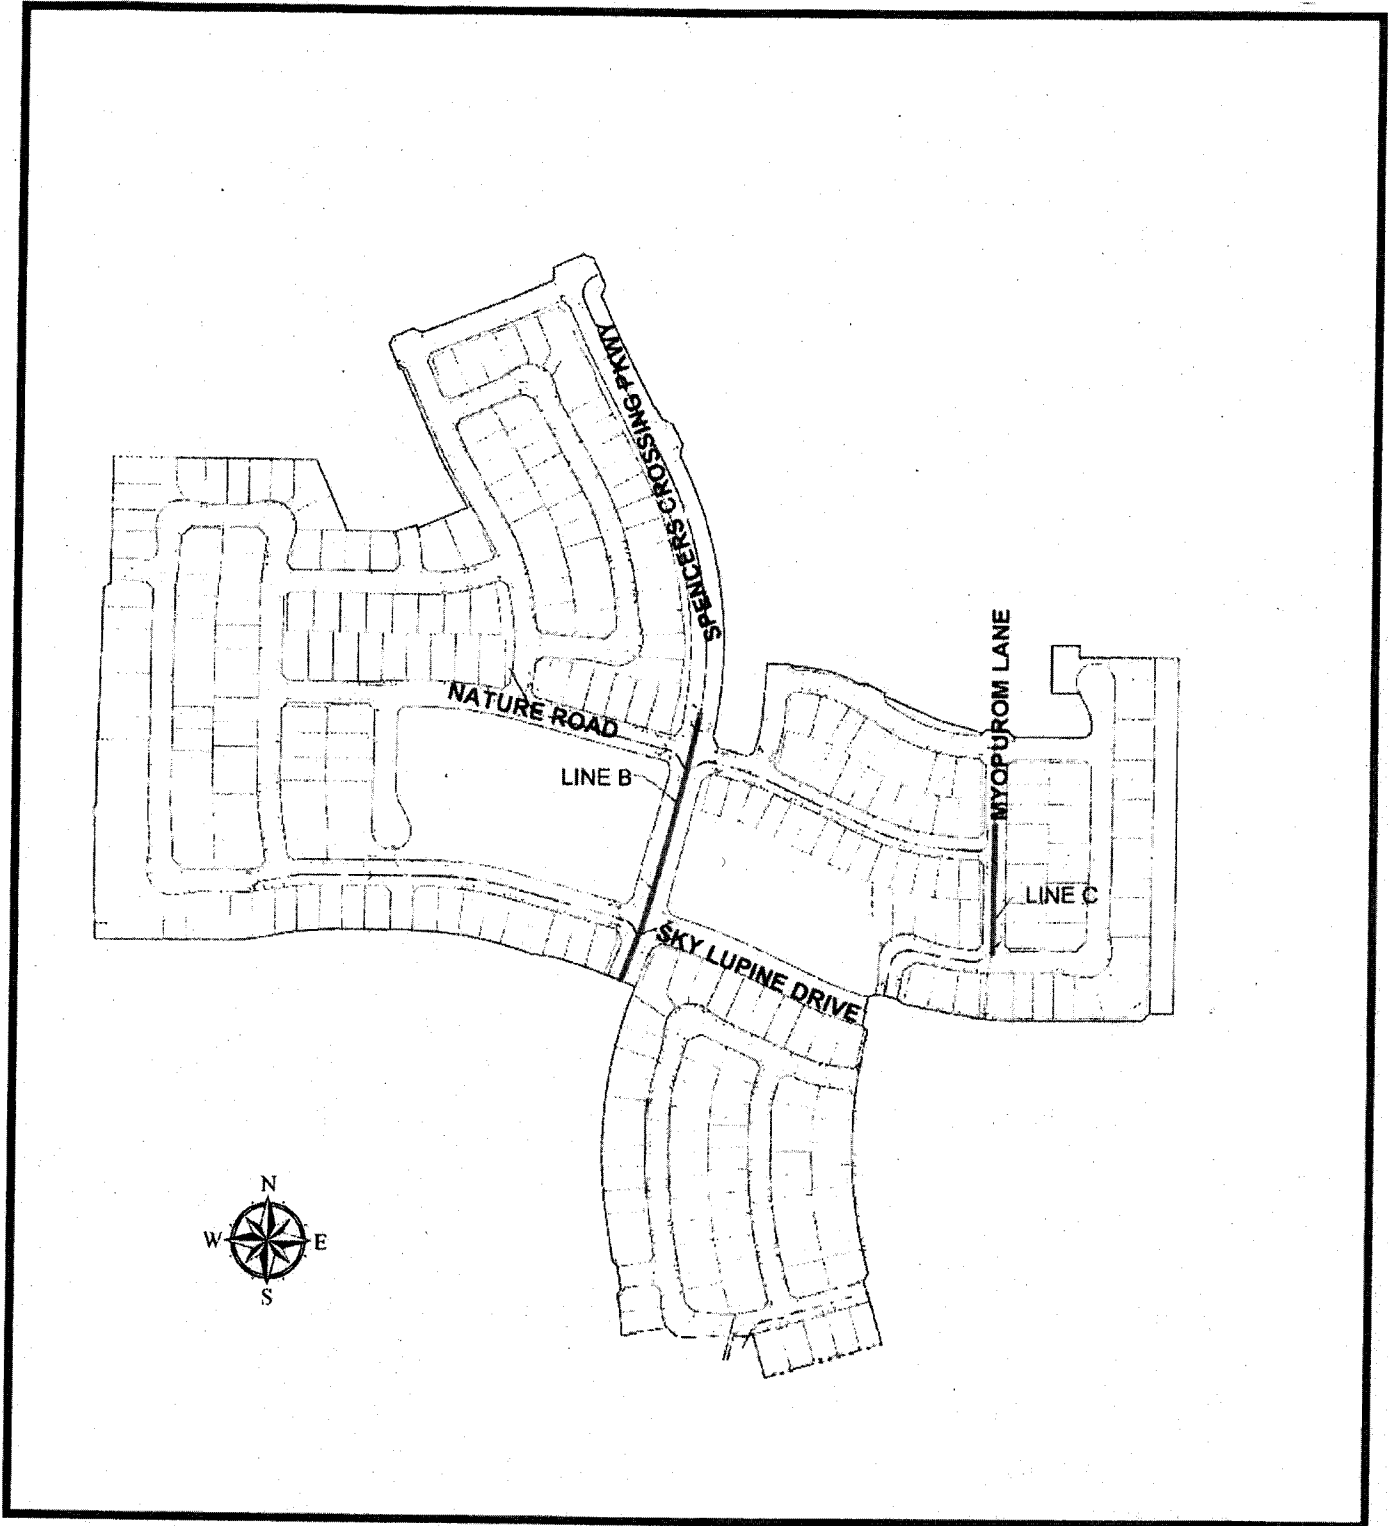 SPENCERS CROSSING PKWY
MYOPUROM LANE
NATURE ROAD
LINE B
LINE C
SKY LUPINE DRIVE
N
W E
S